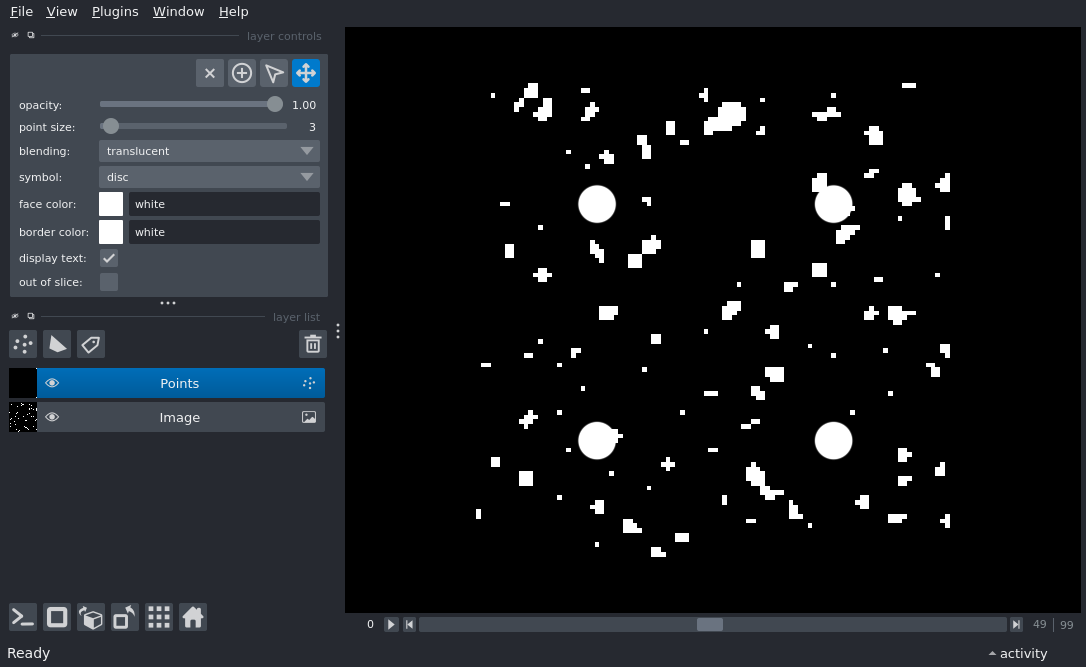 File View Plugins Window Help
layer controls
opacity: 1.00
point size: 3
blending: translucent
symbol: disc
face color: white
border color: white
display text:
out of slice:
layer list
Points
Image
0 49 | 99
Ready activity